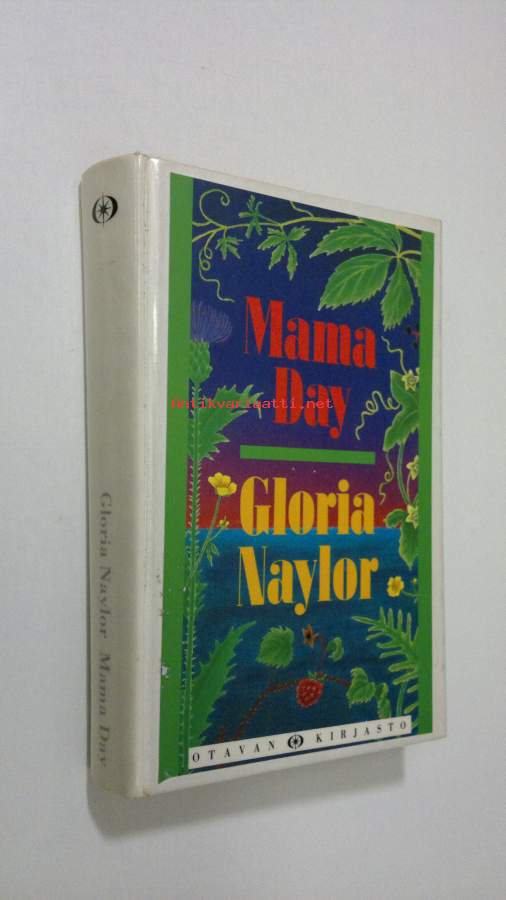 Mama
Day
antikvariaatti.net
Gloria
Naylor
OTAVAN KIRJASTO
Gloria Naylor Mama Day